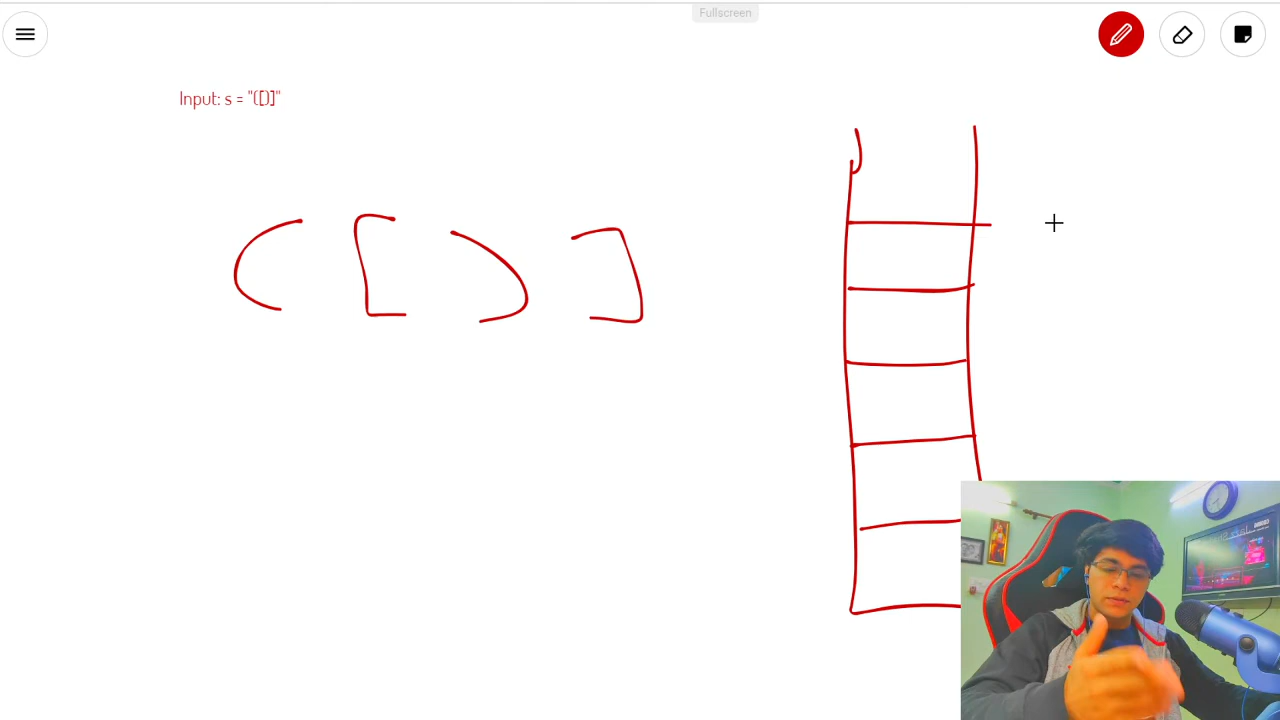 Fullscreen
Input: s = "([)]"
( [ ) ]